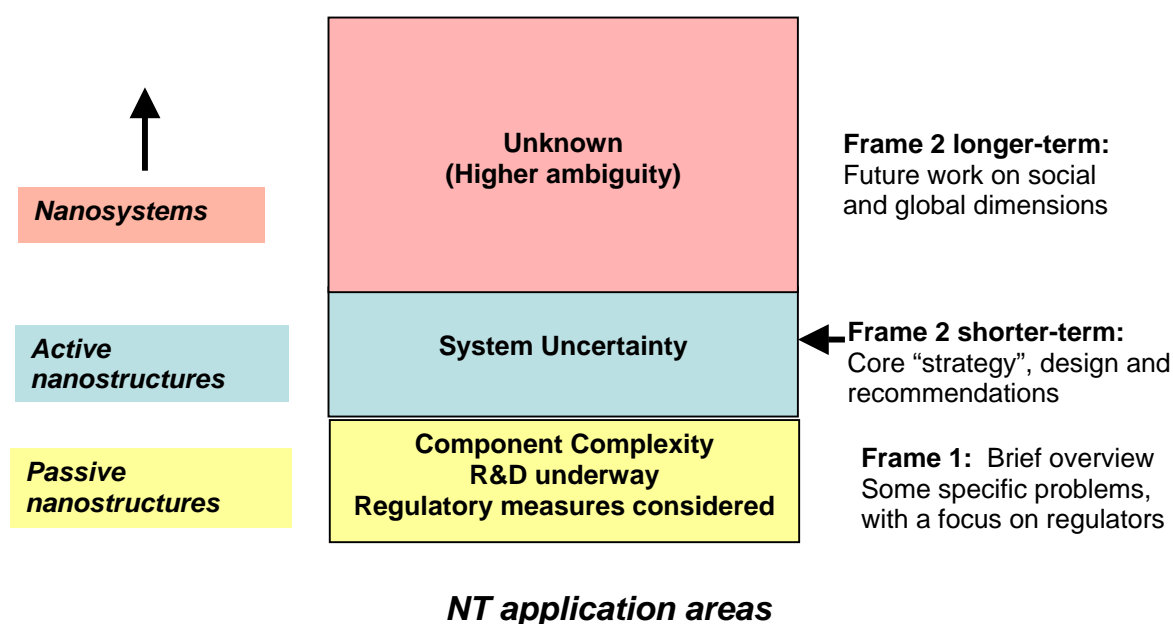 Unknown
(Higher ambiguity)
Frame 2 longer-term:
Future work on social
and global dimensions
Nanosystems
Active
nanostructures
System Uncertainty
Frame 2 shorter-term:
Core “strategy”, design and
recommendations
Passive
nanostructures
Component Complexity
R&D underway
Regulatory measures considered
Frame 1:  Brief overview
Some specific problems,
with a focus on regulators
NT application areas